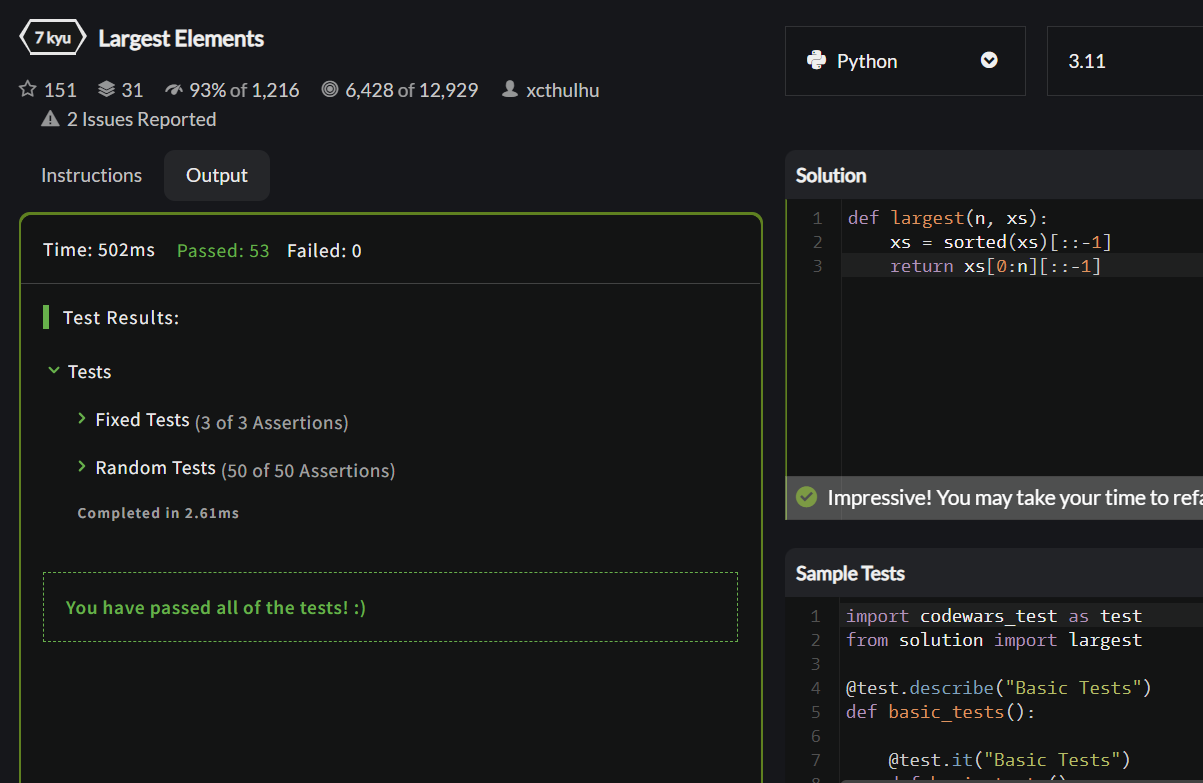 7 kyu Largest Elements
151 31 93% of 1,216 6,428 of 12,929 xcthulhu
2 Issues Reported
Instructions Output
Time: 502ms Passed: 53 Failed: 0
Test Results:
Tests
Fixed Tests (3 of 3 Assertions)
Random Tests (50 of 50 Assertions)
Completed in 2.61ms
You have passed all of the tests! :)
Python 3.11
Solution
1 def largest(n, xs):
2     xs = sorted(xs)[::-1]
3     return xs[0:n][::-1]
Impressive! You may take your time to refa
Sample Tests
1 import codewars_test as test
2 from solution import largest
3
4 @test.describe("Basic Tests")
5 def basic_tests():
6
7     @test.it("Basic Tests")